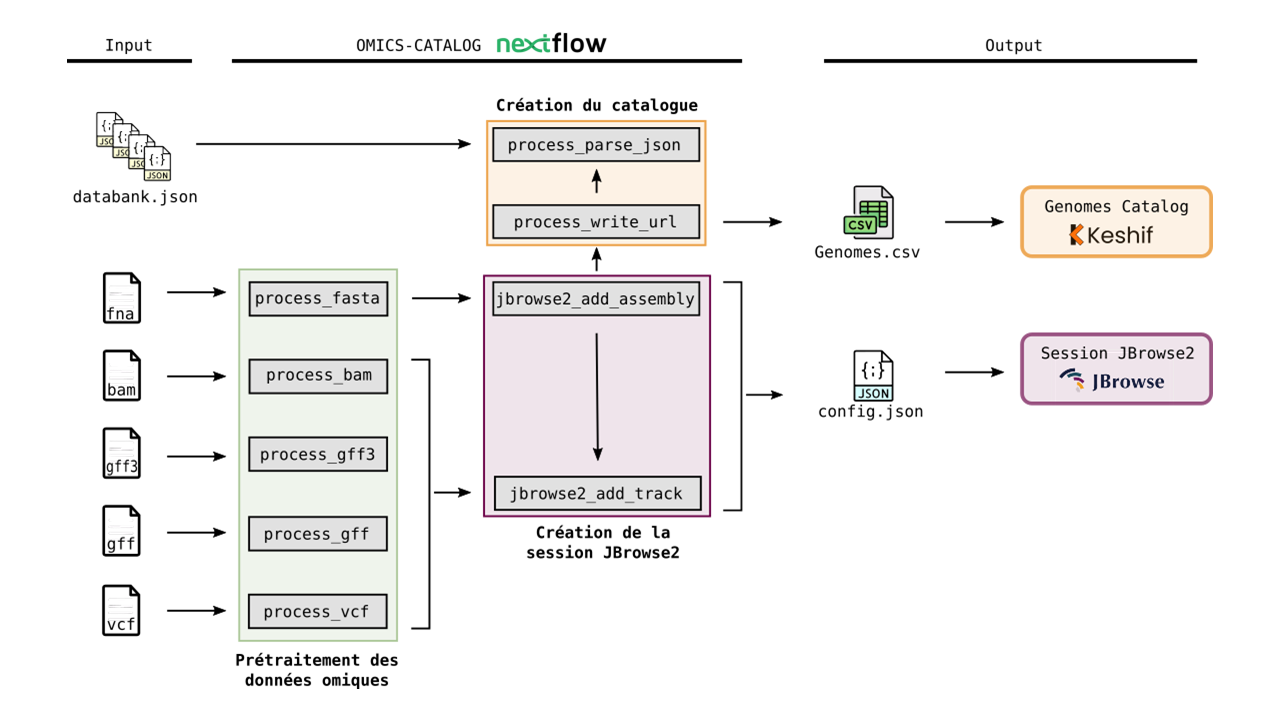 Input
OMICS-CATALOG nextflow
Output
Création du catalogue
process_parse_json
process_write_url
{;}
JSON
{;}
JSON
{;}
JSON
{;}
JSON
databank.json
CSV
Genomes.csv
Genomes Catalog
Keshif
fna
process_fasta
jbrowse2_add_assembly
bam
process_bam
{;}
JSON
config.json
Session JBrowse2
JBrowse
gff3
process_gff3
jbrowse2_add_track
gff
process_gff
Création de la
session JBrowse2
vcf
process_vcf
Prétraitement des
données omiques